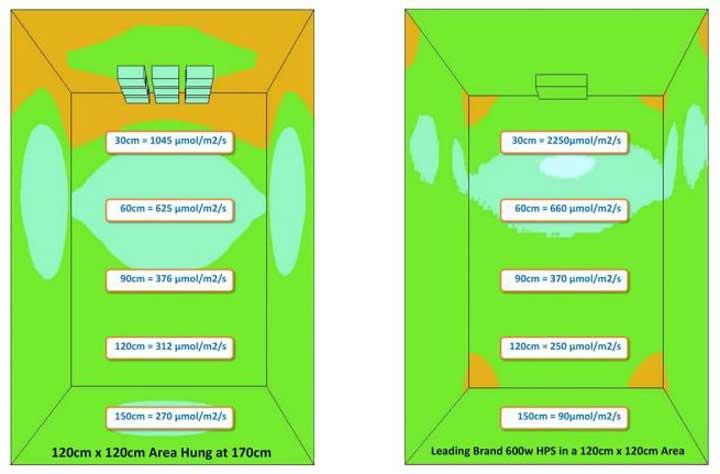 30cm = 1045 µmol/m2/s
60cm = 625 µmol/m2/s
90cm = 376 µmol/m2/s
120cm = 312 µmol/m2/s
150cm = 270 µmol/m2/s
120cm x 120cm Area Hung at 170cm
30cm = 2250µmol/m2/s
60cm = 660 µmol/m2/s
90cm = 370 µmol/m2/s
120cm = 250 µmol/m2/s
150cm = 90µmol/m2/s
Leading Brand 600w HPS in a 120cm x 120cm Area